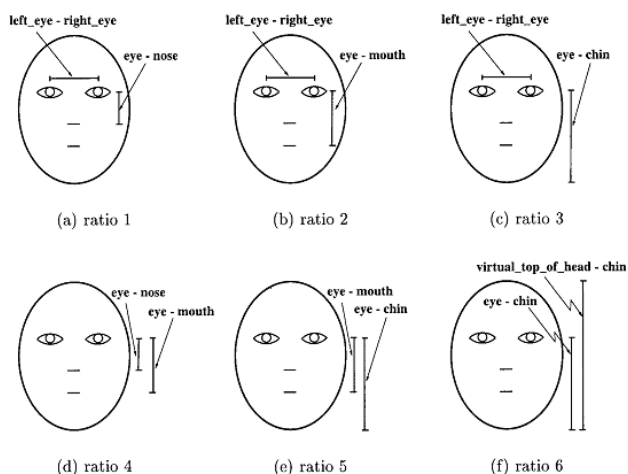 left_eye - right_eye
eye - nose
(a) ratio 1
left_eye - right_eye
eye - mouth
(b) ratio 2
left_eye - right_eye
eye - chin
(c) ratio 3
eye - nose
eye - mouth
(d) ratio 4
eye - mouth
eye - chin
(e) ratio 5
virtual_top_of_head - chin
eye - chin
(f) ratio 6